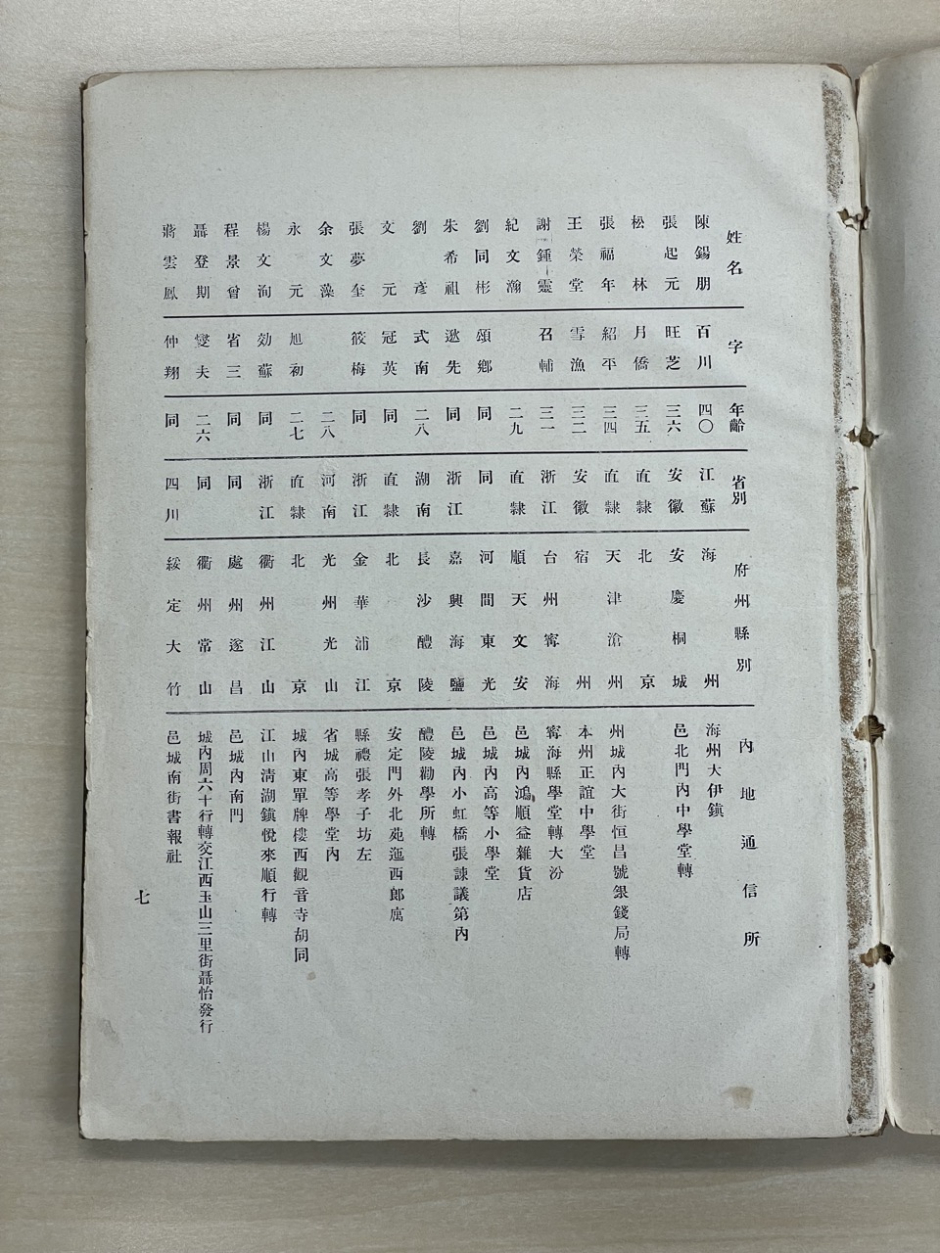 姓名 字 年齡 省別 府州縣別 內地通信所
陳錫朋 百川 四〇 江蘇 海州 海州大伊鎭
張起元 旺芝 三六 安徽 安慶桐城 邑北門內中學堂轉
松林 月僑 三五 直隸 北京
張福年 紹平 三四 直隸 天津滄州 州城內大街恒昌號銀錢局轉
王榮堂 雪漁 三二 安徽 宿州 本州正誼中學堂
謝鍾靈 召輔 三一 浙江 台州寗海 寗海縣學堂轉大汾
紀文瀚 二九 直隸 順天文安 邑城內鴻順益雜貨店
劉同彬 頌鄉 同 同 河間東光 邑城內高等小學堂
朱希祖 逖先 同 浙江 嘉興海鹽 邑城內小虹橋張諫議第內
劉彥 式南 二八 湖南 長沙醴陵 醴陵勸學所轉
文元 冠英 同 直隸 北京 安定門外北苑迤西郎窩
張夢奎 筱梅 同 浙江 金華浦江 縣禮張孝子坊左
余文藻 二八 河南 光州光山 省城高等學堂內
永元 旭初 二七 直隸 北京 城內東單牌樓西觀音寺胡同
楊文洵 効蘇 同 浙江 衢州江山 江山淸湖鎭悅來順行轉
程景曾 省三 同 同 處州遂昌 邑城內南門
聶登期 燮夫 二六 同 衢州常山 城內周六十行轉交江西玉山三里街聶怡發行
蔣雲鳳 仲翔 同 四川 綏定大竹 邑城南街書報社
七